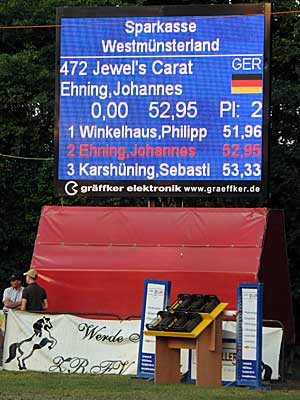 Sparkasse
Westmünsterland
472 Jewel's Carat GER
Ehning,Johannes
0,00 52,95 Pl: 2
1 Winkelhaus,Philipp 51,96
2 Ehning,Johannes 52,95
3 Karshüning,Sebasti 53,33
gräffker elektronik www.graeffker.de
Werde
Z.R.F.V.